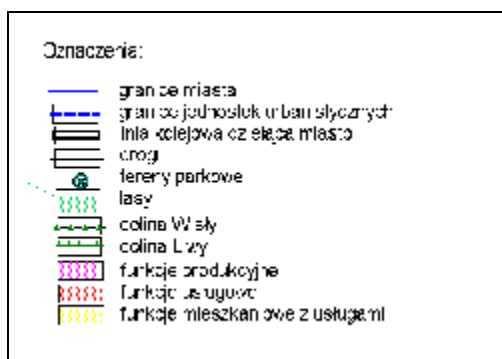 Oznaczenia:
granice miasta
granice jednostek urbanistycznych
linia kolejowa dzieląca miasto
drogi
tereny parkowe
lasy
dolina Wisły
dolina Liwy
funkcje produkcyjne
funkcje usługowe
funkcje mieszkaniowe z usługami